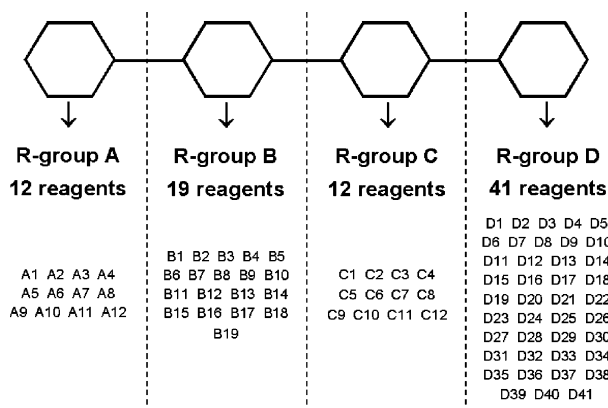 R-group A
12 reagents
A1 A2 A3 A4
A5 A6 A7 A8
A9 A10 A11 A12
R-group B
19 reagents
B1 B2 B3 B4 B5
B6 B7 B8 B9 B10
B11 B12 B13 B14
B15 B16 B17 B18
B19
R-group C
12 reagents
C1 C2 C3 C4
C5 C6 C7 C8
C9 C10 C11 C12
R-group D
41 reagents
D1 D2 D3 D4 D5
D6 D7 D8 D9 D10
D11 D12 D13 D14
D15 D16 D17 D18
D19 D20 D21 D22
D23 D24 D25 D26
D27 D28 D29 D30
D31 D32 D33 D34
D35 D36 D37 D38
D39 D40 D41